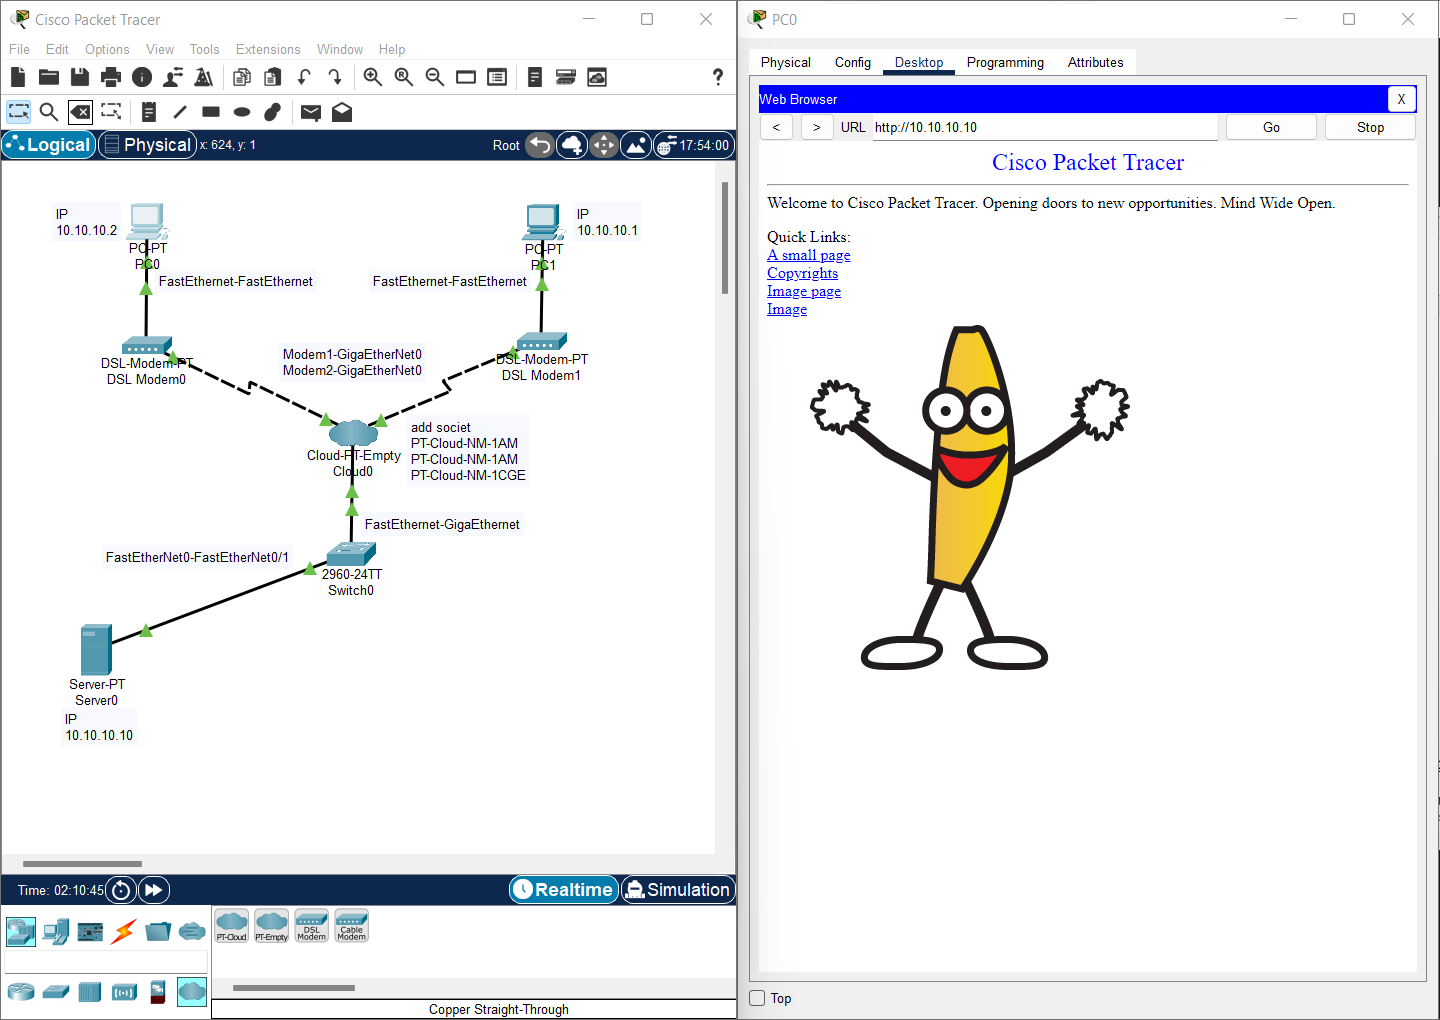 Cisco Packet Tracer
File Edit Options View Tools Extensions Window Help
Logical Physical x: 624, y: 1 Root 17:54:00
IP
10.10.10.2
PC-PT
PC0
IP
10.10.10.1
PC-PT
PC1
FastEthernet-FastEthernet
FastEthernet-FastEthernet
DSL-Modem-PT
DSL Modem0
Modem1-GigaEtherNet0
Modem2-GigaEtherNet0
DSL-Modem-PT
DSL Modem1
Cloud-PT-Empty
Cloud0
add societ
PT-Cloud-NM-1AM
PT-Cloud-NM-1AM
PT-Cloud-NM-1CGE
FastEthernet-GigaEthernet
FastEtherNet0-FastEtherNet0/1
2960-24TT
Switch0
Server-PT
Server0
IP
10.10.10.10
Time: 02:10:45 Realtime Simulation
PT-Cloud PT-Empty DSL Modem Cable Modem
Copper Straight-Through
PC0
Physical Config Desktop Programming Attributes
Web Browser X
< > URL http://10.10.10.10 Go Stop
Cisco Packet Tracer
Welcome to Cisco Packet Tracer. Opening doors to new opportunities. Mind Wide Open.
Quick Links:
A small page
Copyrights
Image page
Image
Top